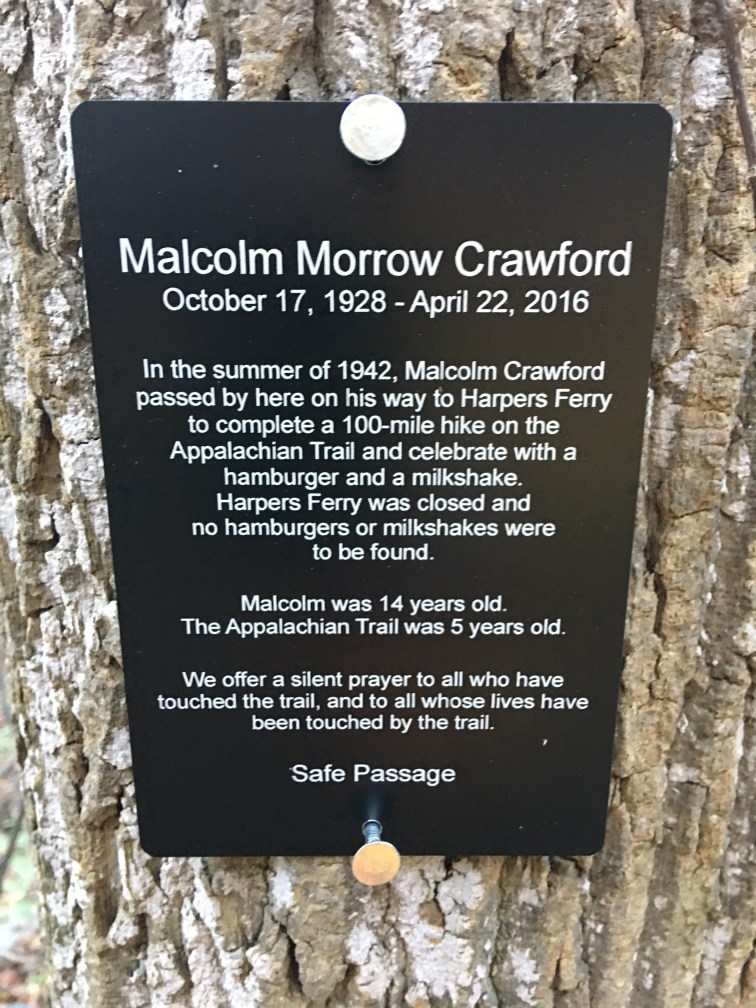 Malcolm Morrow Crawford
October 17, 1928 - April 22, 2016
In the summer of 1942, Malcolm Crawford
passed by here on his way to Harpers Ferry
to complete a 100-mile hike on the
Appalachian Trail and celebrate with a
hamburger and a milkshake.
Harpers Ferry was closed and
no hamburgers or milkshakes were
to be found.
Malcolm was 14 years old.
The Appalachian Trail was 5 years old.
We offer a silent prayer to all who have
touched the trail, and to all whose lives have
been touched by the trail.
Safe Passage